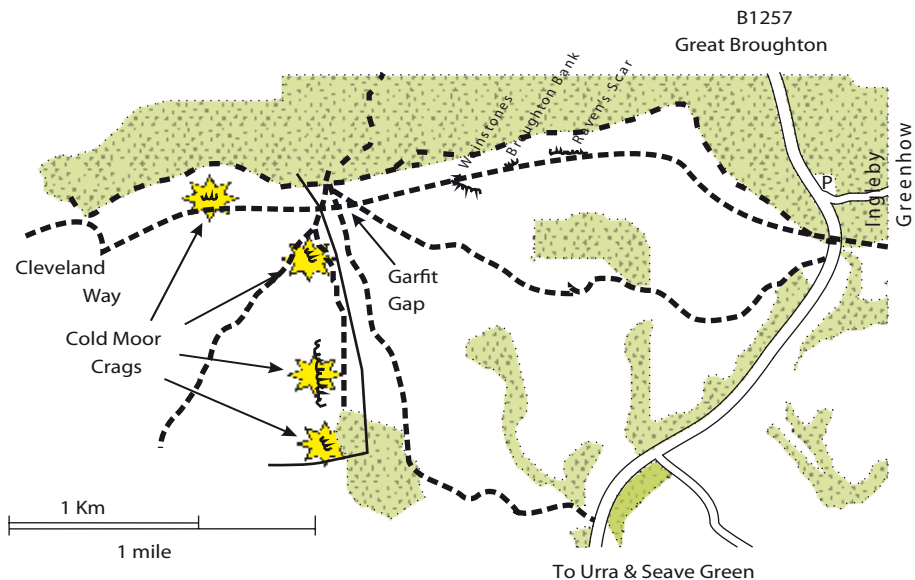 B1257
Great Broughton
Wainstones
Broughton Bank
Raven's Scar
P
Ingleby
Greenhow
Cleveland
Way
Garfit
Gap
Cold Moor
Crags
1 Km
1 mile
To Urra & Seave Green